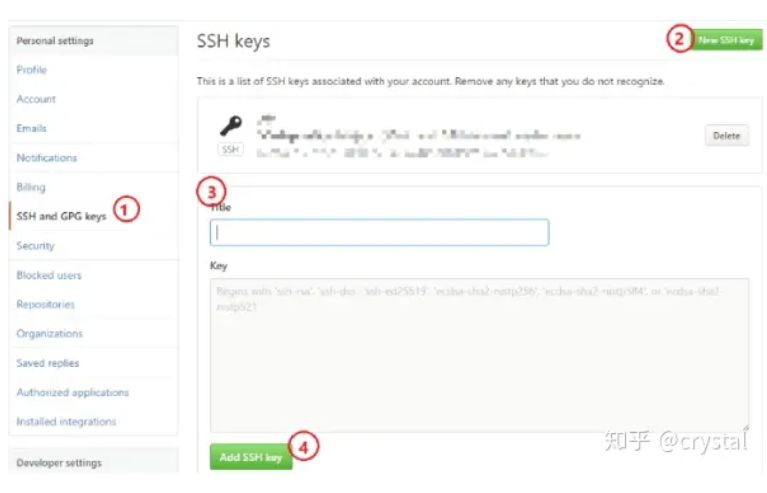 Personal settings
Profile
Account
Emails
Notifications
Billing
SSH and GPG keys
Security
Blocked users
Repositories
Organizations
Saved replies
Authorized applications
Installed integrations
Developer settings
①
SSH keys
②
New SSH key
This is a list of SSH keys associated with your account. Remove any keys that you do not recognize.
SSH
Delete
③
Title
Key
Begins with 'ssh-rsa', 'ssh-dss', 'ssh-ed25519', 'ecdsa-sha2-nistp256', 'ecdsa-sha2-nistp384', or 'ecdsa-sha2-
nistp521'
Add SSH key
④
知乎 @crystal